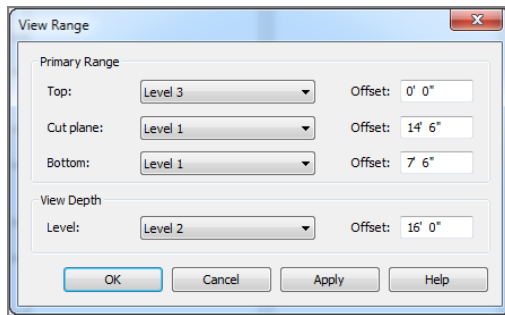 View Range
Primary Range
Top: Level 3 Offset: 0' 0"
Cut plane: Level 1 Offset: 14' 6"
Bottom: Level 1 Offset: 7' 6"
View Depth
Level: Level 2 Offset: 16' 0"
OK Cancel Apply Help